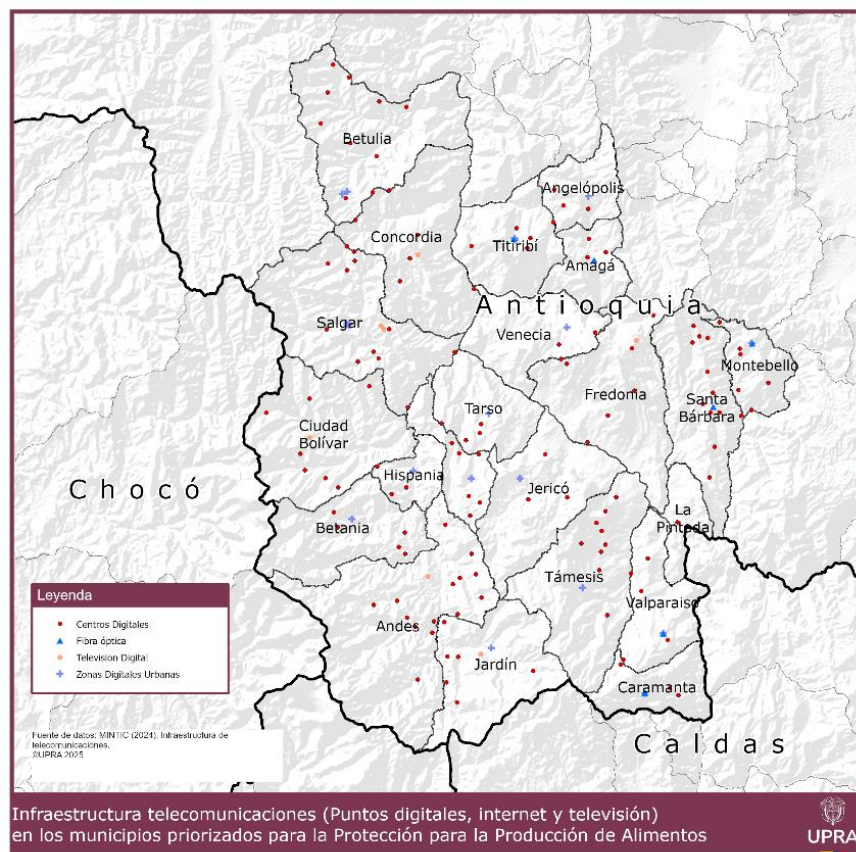 Betulia
Angelópolis
Concordia
Titiribí
Amagá
Antioquia
Salgar
Venecia
Montebello
Fredonia
Santa
Bárbara
Tarso
Ciudad
Bolívar
Hispania
Jericó
Chocó
La
Pintada
Betania
Támesis
Valparaiso
Andes
Jardín
Caramanta
Caldas
Leyenda
Centros Digitales
Fibra óptica
Television Digital
Zonas Digitales Urbanas
Fuente de datos: MINTIC (2024). Infraestructura de
telecomunicaciones.
©UPRA 2025
Infraestructura telecomunicaciones (Puntos digitales, internet y televisión)
en los municipios priorizados para la Protección para la Producción de Alimentos
UPRA